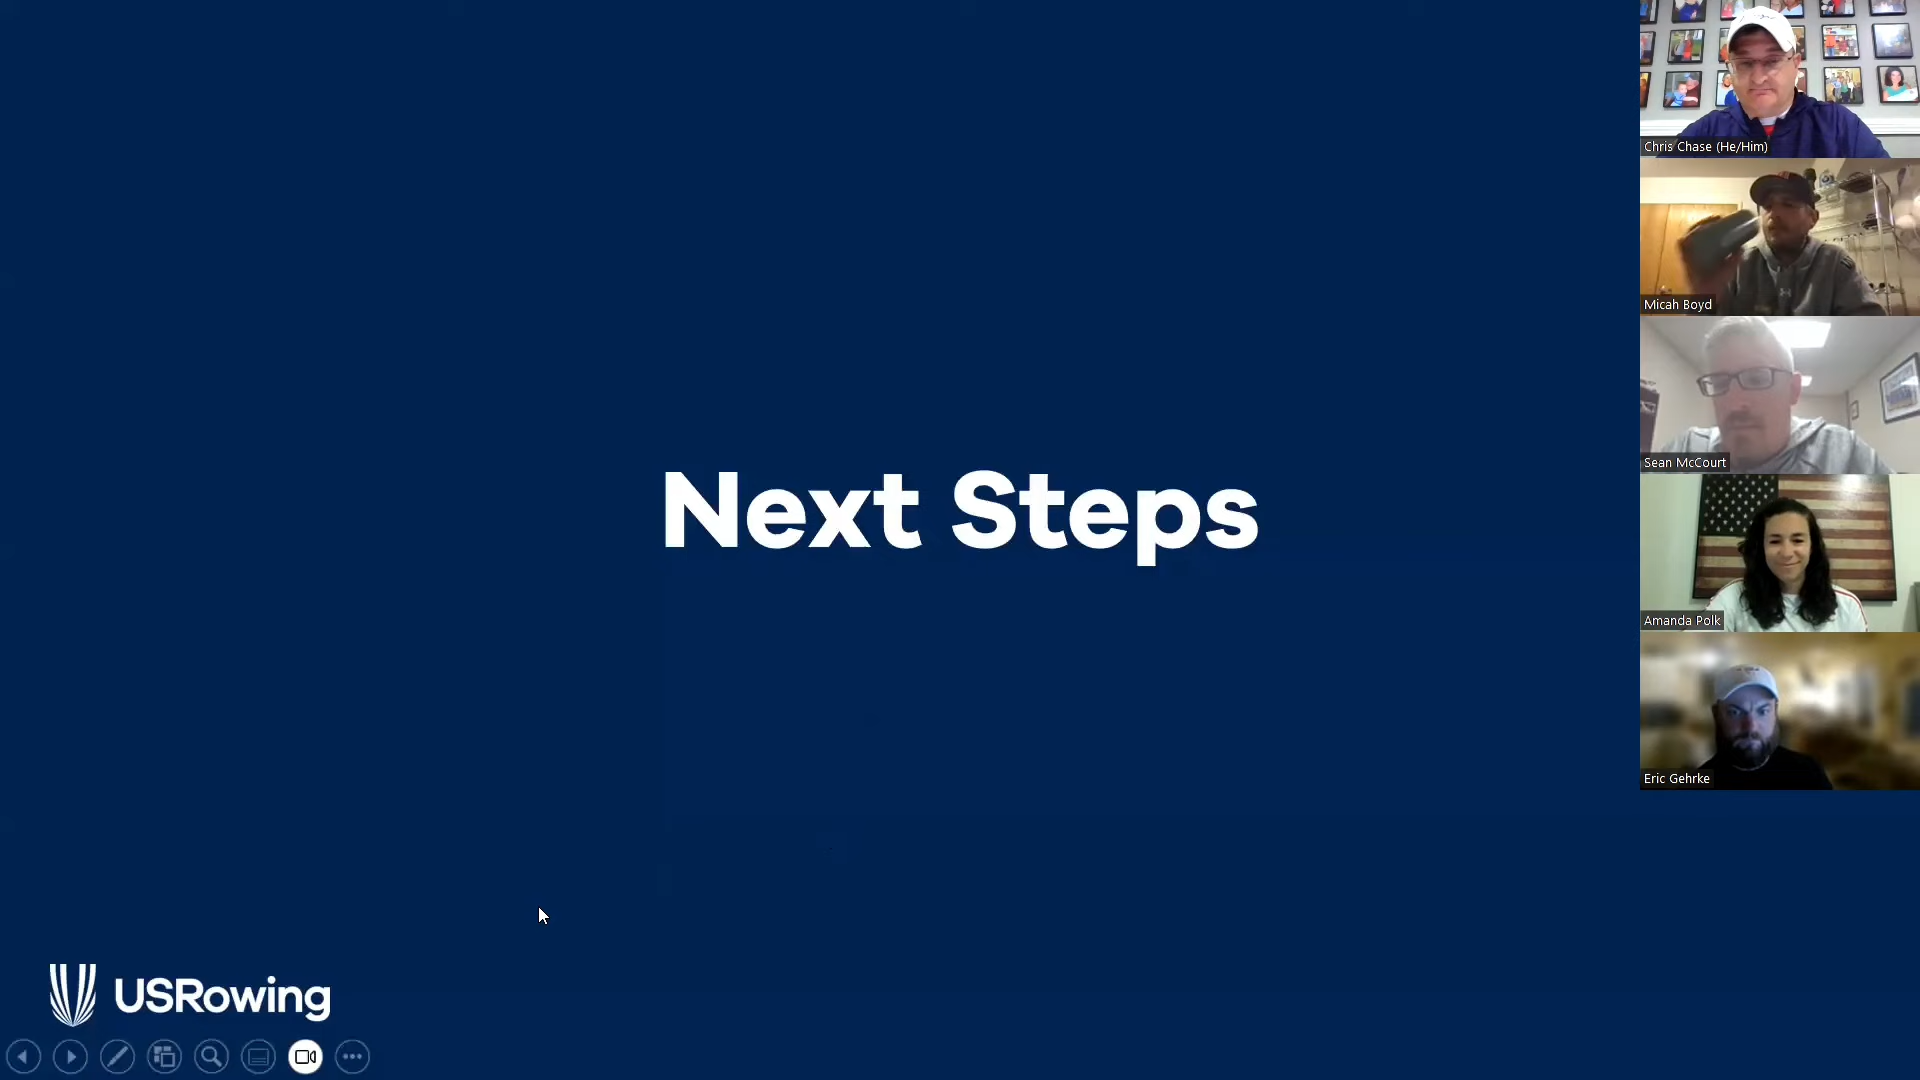 Next Steps
USRowing
Chris Chase (He/Him)
Micah Boyd
Sean McCourt
Amanda Polk
Eric Gehrke